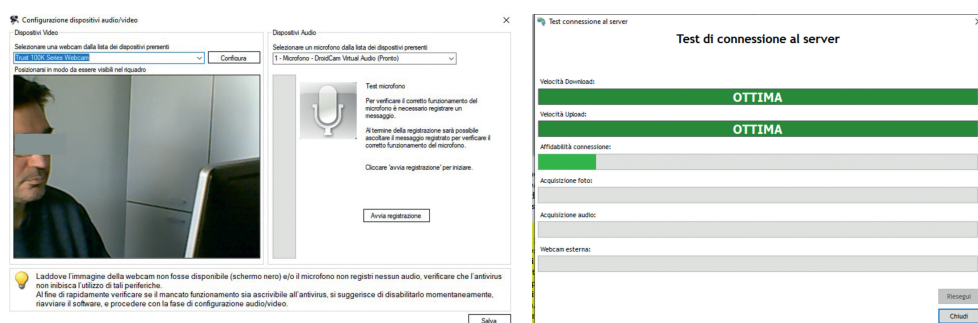 Configurazione dispositivi audio/video
Dispositivi Video
Selezionare una webcam dalla lista dei dispositivi prensenti
Trust 100K Series Webcam
Configura
Posizionarsi in modo da essere visibili nel riquadro
Dispositivi Audio
Selezionare un microfono dalla lista dei dispositivi prensenti
1 - Microfono - DroidCam Virtual Audio (Pronto)
Test microfono
Per verificare il corretto funzionamento del
microfono è necessario registrare un
messaggio.
Al termine della registrazione sarà possibile
ascoltare il messaggio registrato per verificare il
corretto funzionamento del microfono.
Cliccare 'avvia registrazione' per iniziare.
Avvia registrazione
Laddove l'immagine della webcam non fosse disponibile (schermo nero) e/o il microfono non registri nessun audio, verificare che l'antivirus
non inibisca l'utilizzo di tali periferiche.
Al fine di rapidamente verificare se il mancato funzionamento sia ascrivibile all'antivirus, si suggerisce di disabilitarlo momentaneamente,
riavviare il software, e procedere con la fase di configurazione audio/video.
Salva
Test connessione al server
Test di connessione al server
Velocità Download:
OTTIMA
Velocità Upload:
OTTIMA
Affidabilità connessione:
Acquisizione foto:
Acquisizione audio:
Webcam esterna:
Riesegui
Chiudi